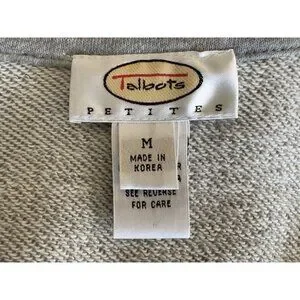 Talbots
PETITES
M
MADE IN
KOREA
R
SEE REVERSE
FOR CARE